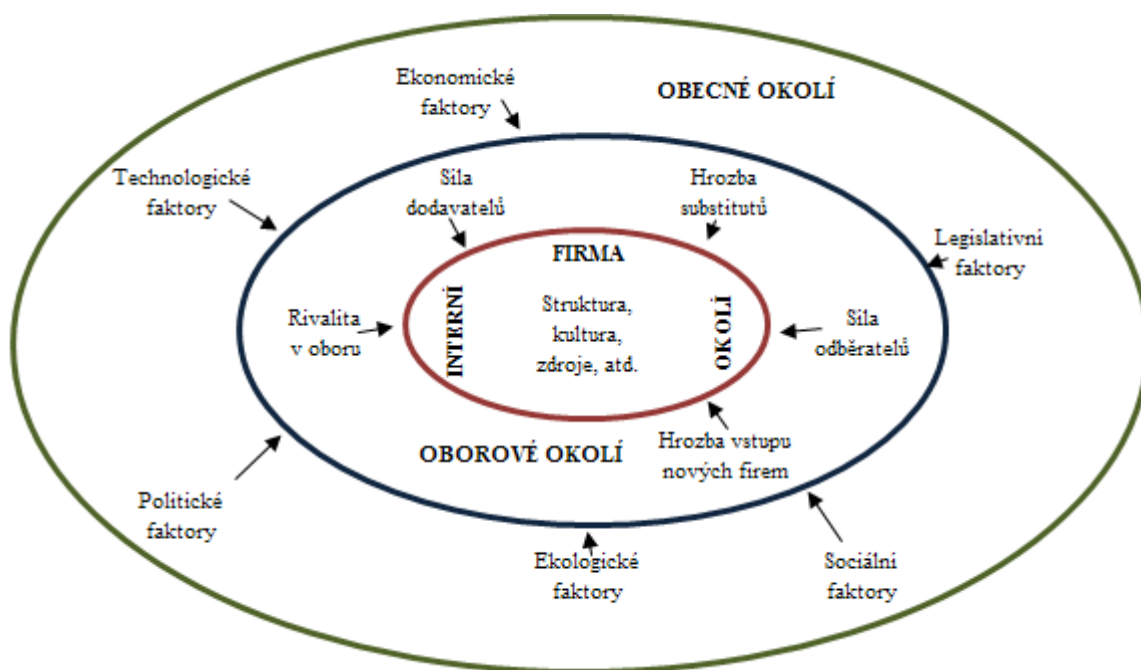 Ekonomické
faktory
OBECNÉ OKOLÍ
Technologické
faktory
Síla
dodavatelů
Hrozba
substitutů
Legislativní
faktory
FIRMA
INTERNÍ
Struktura,
kultura,
zdroje, atd.
OKOLÍ
Rivalita
v oboru
Síla
odběratelů
OBOROVÉ OKOLÍ
Hrozba vstupu
nových firem
Politické
faktory
Ekologické
faktory
Sociální
faktory